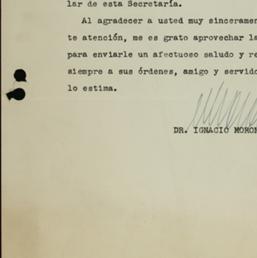 lar de esta Secretaría.
Al agradecer a usted muy sinceramen
te atención, me es grato aprovechar la
para enviarle un afectuoso saludo y re
siempre a sus órdenes, amigo y servido
lo estima.
DR. IGNACIO MORON